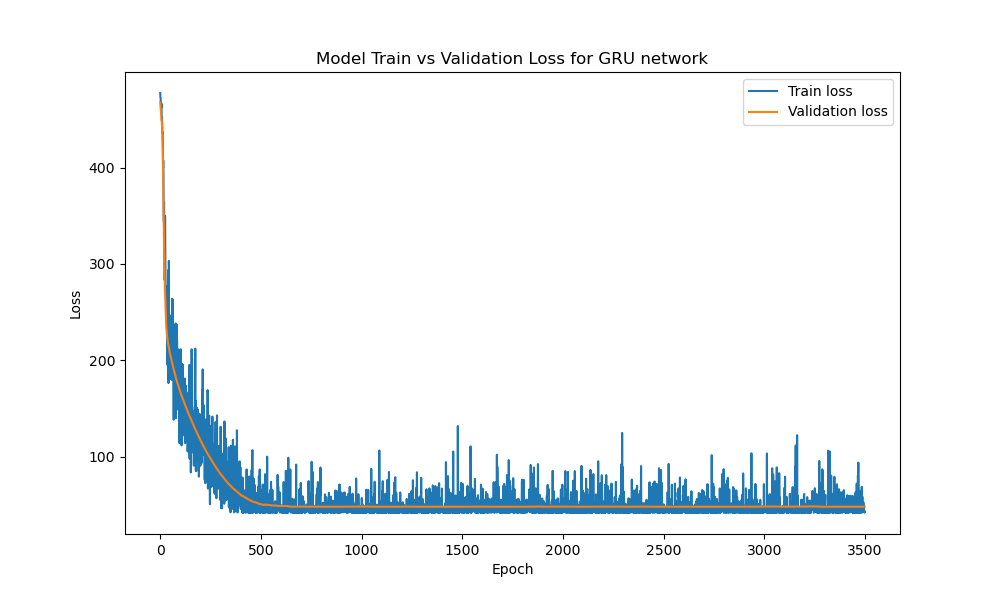 Model Train vs Validation Loss for GRU network
Train loss
Validation loss
400
300
200
100
Loss
0
500
1000
1500
2000
2500
3000
3500
Epoch